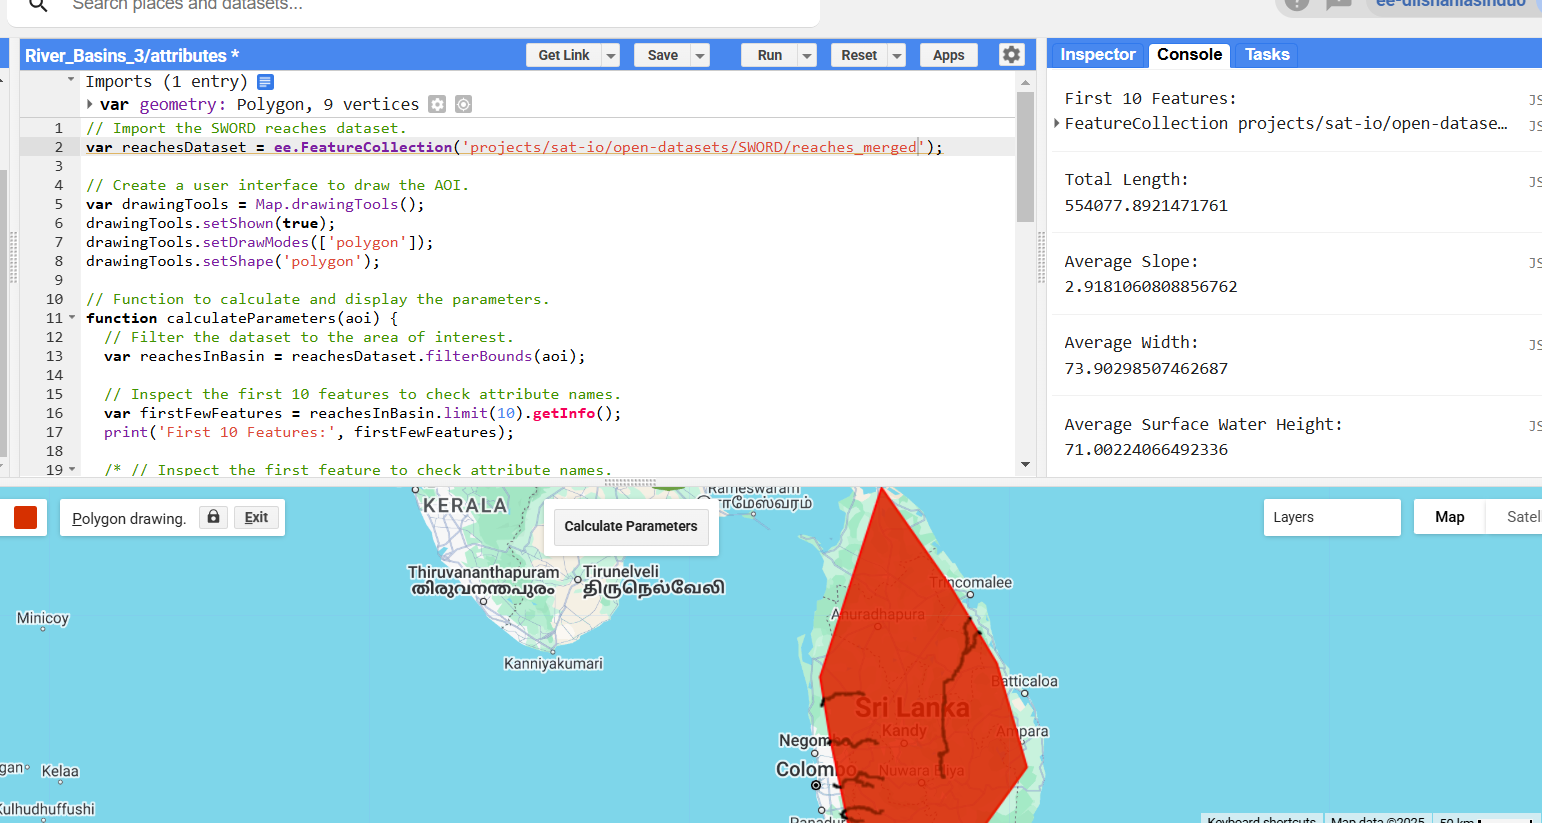 Search places and datasets...
River_Basins_3/attributes *
Get Link
Save
Run
Reset
Apps
Inspector
Console
Tasks
Imports (1 entry)
var geometry: Polygon, 9 vertices
1 // Import the SWORD reaches dataset.
2 var reachesDataset = ee.FeatureCollection('projects/sat-io/open-datasets/SWORD/reaches_merged');
3
4 // Create a user interface to draw the AOI.
5 var drawingTools = Map.drawingTools();
6 drawingTools.setShown(true);
7 drawingTools.setDrawModes(['polygon']);
8 drawingTools.setShape('polygon');
9
10 // Function to calculate and display the parameters.
11 function calculateParameters(aoi) {
12 // Filter the dataset to the area of interest.
13 var reachesInBasin = reachesDataset.filterBounds(aoi);
14
15 // Inspect the first 10 features to check attribute names.
16 var firstFewFeatures = reachesInBasin.limit(10).getInfo();
17 print('First 10 Features:', firstFewFeatures);
18
19 /* // Inspect the first feature to check attribute names.
First 10 Features:
FeatureCollection projects/sat-io/open-datase...
Total Length:
554077.8921471761
Average Slope:
2.9181060808856762
Average Width:
73.90298507462687
Average Surface Water Height:
71.00224066492336
Polygon drawing.
Exit
Calculate Parameters
Layers
Map
Satel
KERALA
Rameswaram
Thiruvananthapuram
തിരുവനന്തപുരം
Tirunelveli
திருநெல்வேலி
Trincomalee
Anuradhapura
Minicoy
Kanniyakumari
Batticaloa
Sri Lanka
Kandy
Ampara
Negombo
Colombo
Nuwara Eliya
Kelaa
Kulhudhuffushi
Keyboard shortcuts
Map data ©2025
50 km